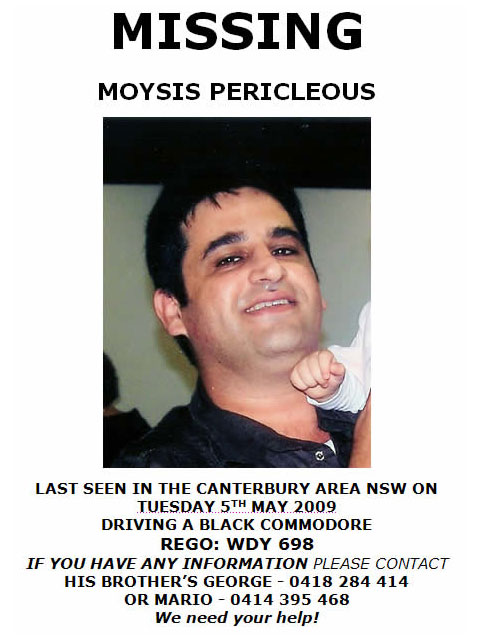 MISSING
MOYSIS PERICLEOUS
LAST SEEN IN THE CANTERBURY AREA NSW ON
TUESDAY 5TH MAY 2009
DRIVING A BLACK COMMODORE
REGO: WDY 698
IF YOU HAVE ANY INFORMATION PLEASE CONTACT
HIS BROTHER’S GEORGE - 0418 284 414
OR MARIO - 0414 395 468
We need your help!